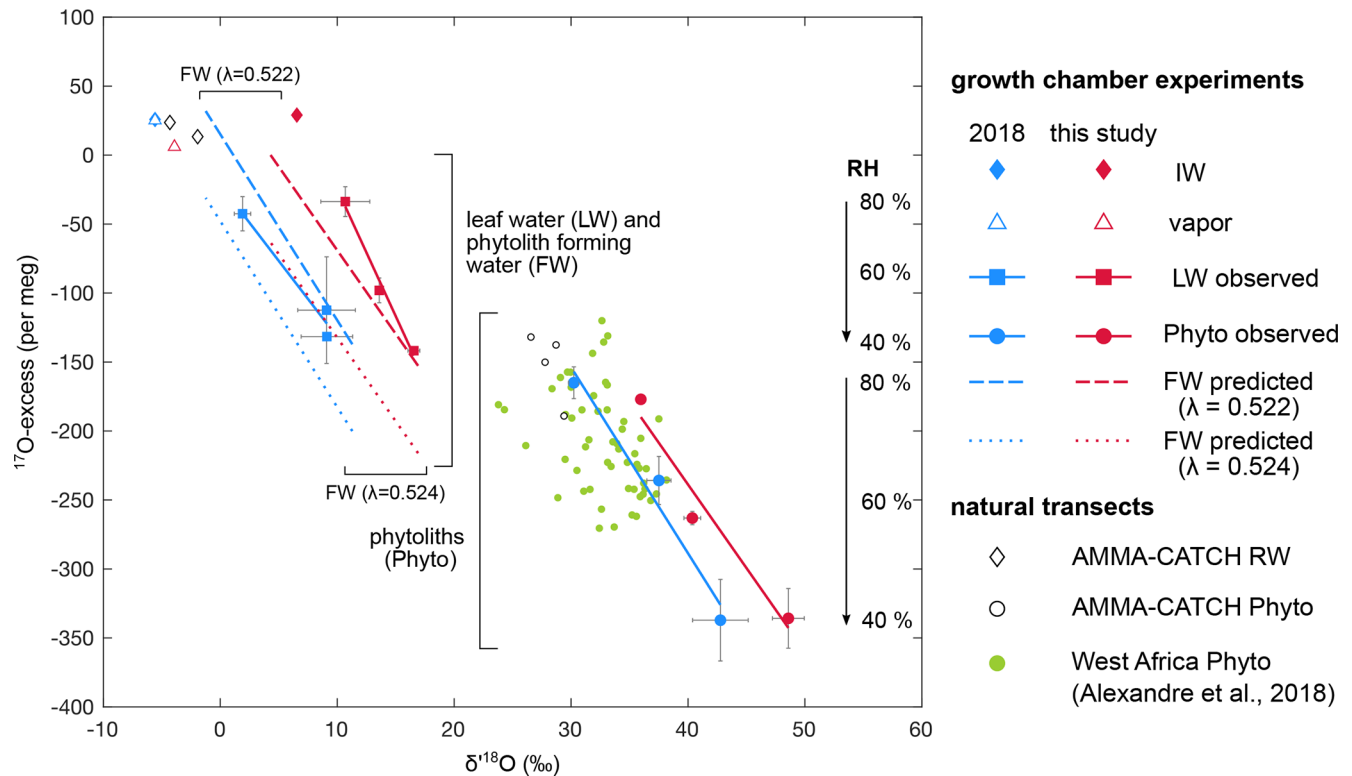 100
50
0
-50
-100
-150
-200
-250
-300
-350
-400
-10
0
10
20
30
40
50
60
¹⁷O-excess (per meg)
δ'¹⁸O (‰)
FW (λ=0.522)
leaf water (LW) and
phytolith forming
water (FW)
FW (λ=0.524)
phytoliths
(Phyto)
RH
80 %
60 %
40 %
80 %
60 %
40 %
growth chamber experiments
2018 this study
IW
vapor
LW observed
Phyto observed
FW predicted
(λ = 0.522)
FW predicted
(λ = 0.524)
natural transects
AMMA-CATCH RW
AMMA-CATCH Phyto
West Africa Phyto
(Alexandre et al., 2018)